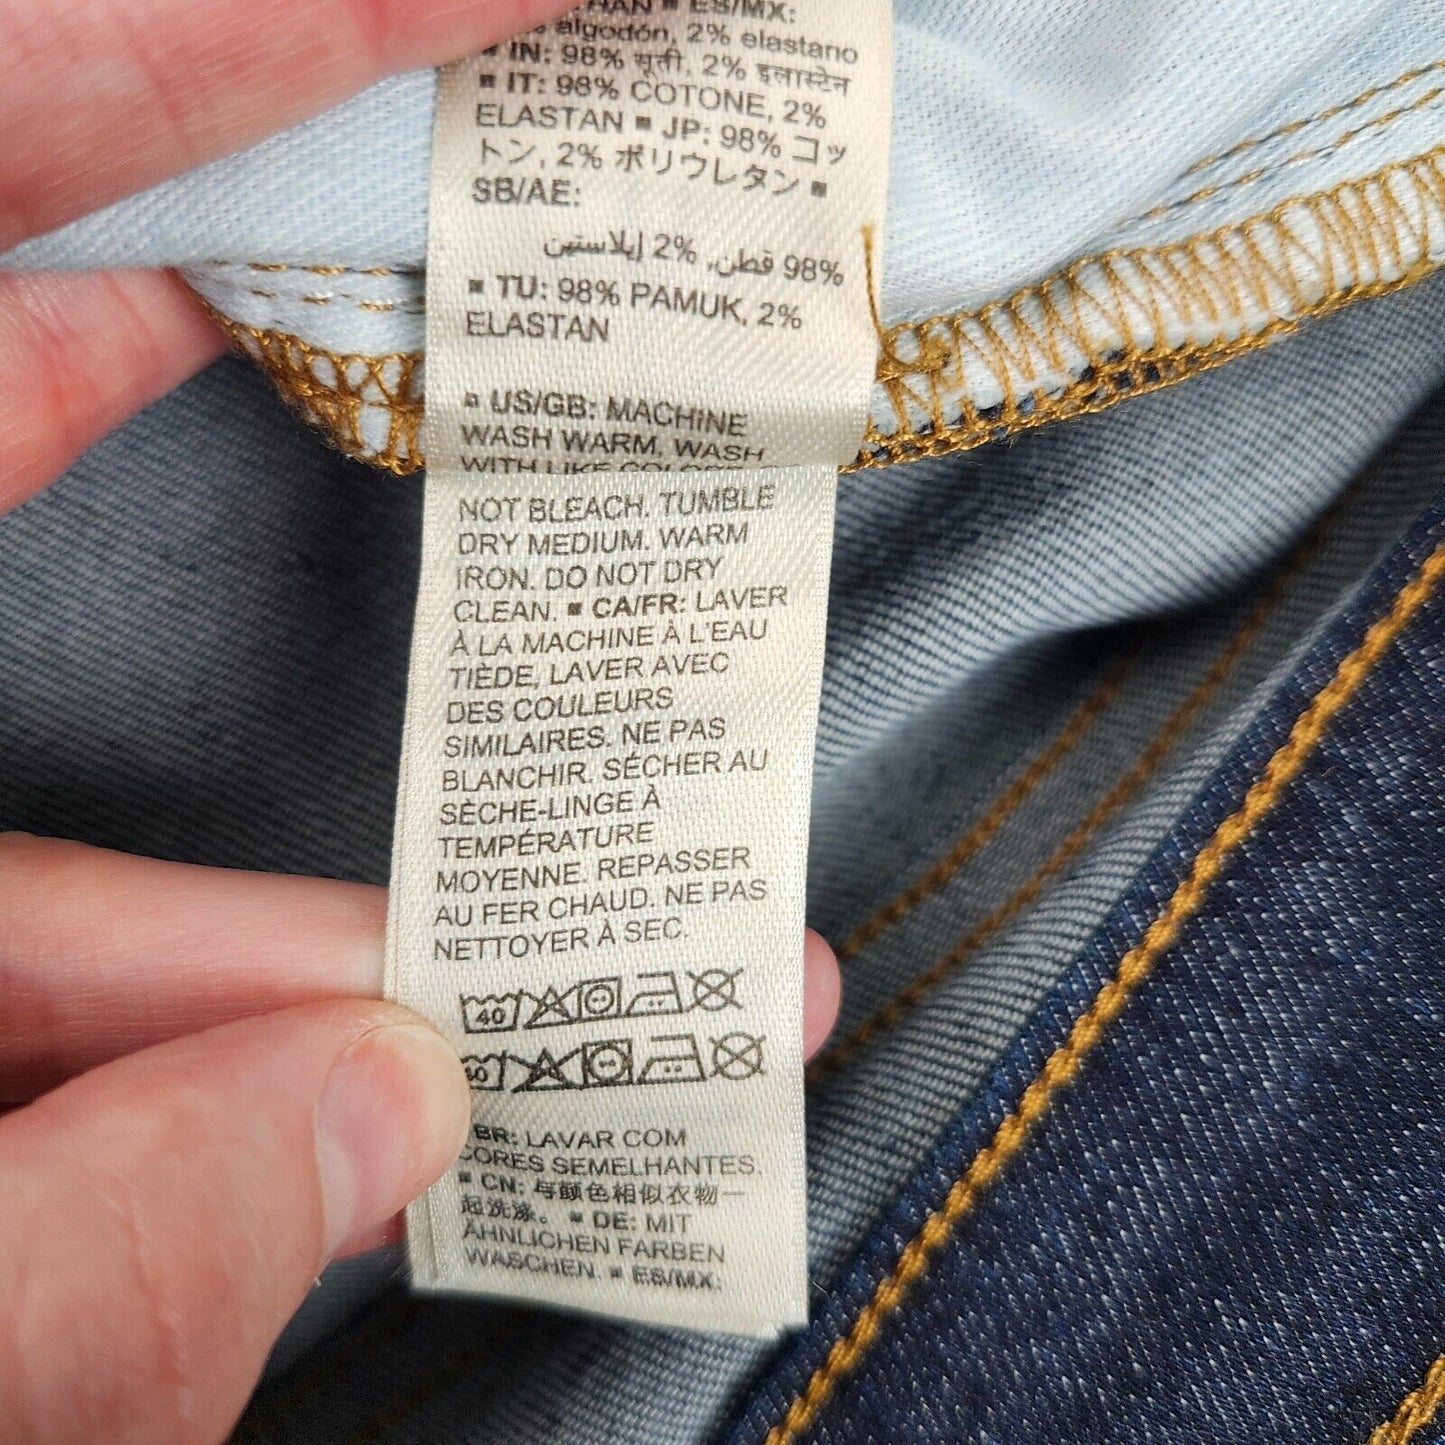 ■ ES/MX:
algodón, 2% elastano
■ IN: 98% सूती, 2% इलास्टेन
■ IT: 98% COTONE, 2%
ELASTAN ■ JP: 98% コッ
トン, 2% ポリウレタン ■
SB/AE:
98% قطن, 2% إيلاستين
■ TU: 98% PAMUK, 2%
ELASTAN
■ US/GB: MACHINE
WASH WARM, WASH
WITH LIKE COLORS
NOT BLEACH. TUMBLE
DRY MEDIUM. WARM
IRON. DO NOT DRY
CLEAN. ■ CA/FR: LAVER
À LA MACHINE À L'EAU
TIÈDE, LAVER AVEC
DES COULEURS
SIMILAIRES. NE PAS
BLANCHIR. SÉCHER AU
SÈCHE-LINGE À
TEMPÉRATURE
MOYENNE. REPASSER
AU FER CHAUD. NE PAS
NETTOYER À SEC.
40
BR: LAVAR COM
CORES SEMELHANTES.
■ CN: 与颜色相似衣物一
起洗涤。 ■ DE: MIT
ÄHNLICHEN FARBEN
WASCHEN. ■ ES/MX: